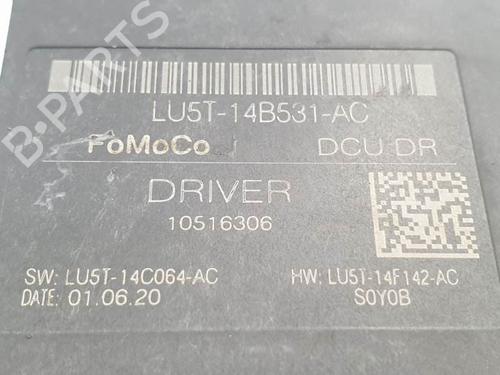 LU5T-14B531-AC
FoMoCo DCU DR
DRIVER
10516306
SW: LU5T-14C064-AC HW: LU5T-14F142-AC
DATE: 01.06.20 S0Y0B
B-PARTS